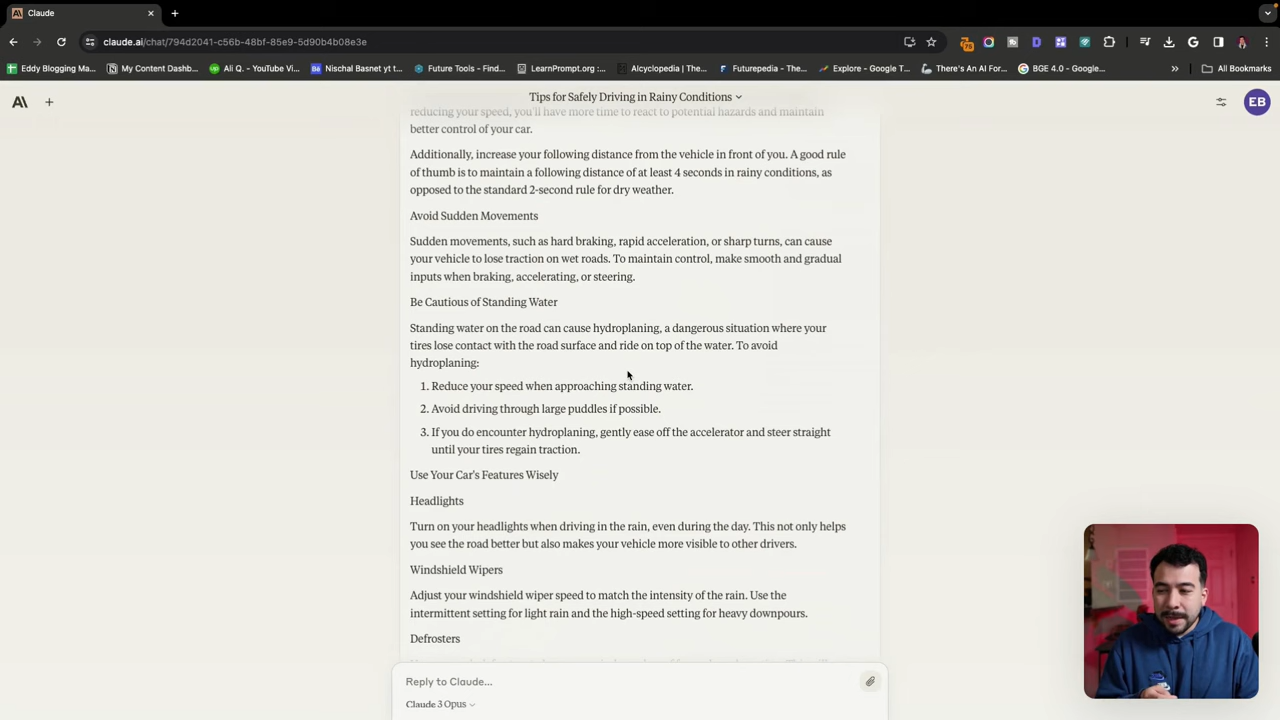 Claude
claude.ai/chat/794d2041-c56b-48bf-85e9-5d90b4b08e3e
75
Eddy Blogging Ma...
My Content Dashb...
Ali Q. - YouTube Vi...
Nischal Basnet yt t...
Future Tools - Find...
LearnPrompt.org :...
AIcyclopedia | The...
Futurepedia - The...
Explore - Google T...
There's An AI For...
BGE 4.0 - Google...
»
All Bookmarks
Tips for Safely Driving in Rainy Conditions
EB
reducing your speed, you'll have more time to react to potential hazards and maintain
better control of your car.
Additionally, increase your following distance from the vehicle in front of you. A good rule
of thumb is to maintain a following distance of at least 4 seconds in rainy conditions, as
opposed to the standard 2-second rule for dry weather.
Avoid Sudden Movements
Sudden movements, such as hard braking, rapid acceleration, or sharp turns, can cause
your vehicle to lose traction on wet roads. To maintain control, make smooth and gradual
inputs when braking, accelerating, or steering.
Be Cautious of Standing Water
Standing water on the road can cause hydroplaning, a dangerous situation where your
tires lose contact with the road surface and ride on top of the water. To avoid
hydroplaning:
1. Reduce your speed when approaching standing water.
2. Avoid driving through large puddles if possible.
3. If you do encounter hydroplaning, gently ease off the accelerator and steer straight
until your tires regain traction.
Use Your Car's Features Wisely
Headlights
Turn on your headlights when driving in the rain, even during the day. This not only helps
you see the road better but also makes your vehicle more visible to other drivers.
Windshield Wipers
Adjust your windshield wiper speed to match the intensity of the rain. Use the
intermittent setting for light rain and the high-speed setting for heavy downpours.
Defrosters
Reply to Claude...
Claude 3 Opus